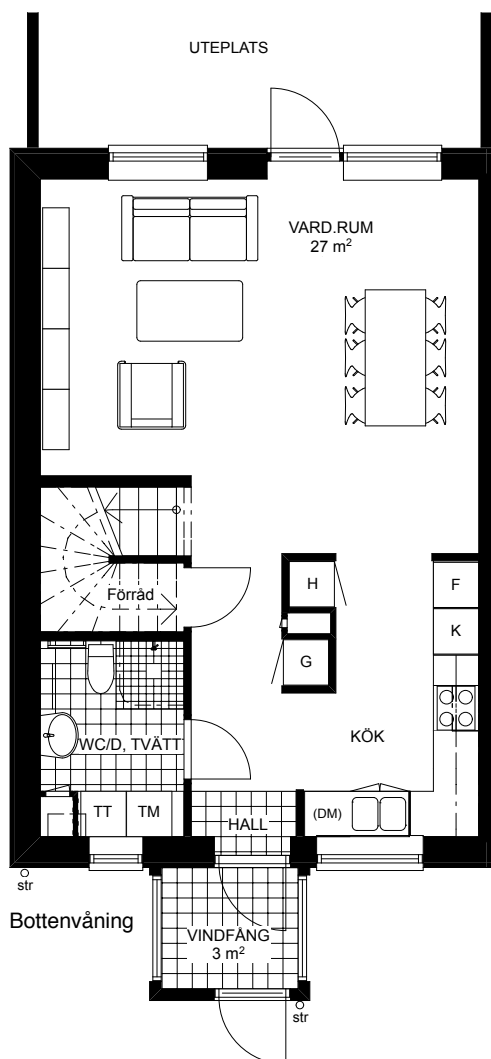 UTEPLATS
VARD.RUM
27 m²
Förråd
H
F
K
G
WC/D, TVÄTT
KÖK
TT
TM
HALL
(DM)
str
Bottenvåning
VINDFÅNG
3 m²
str